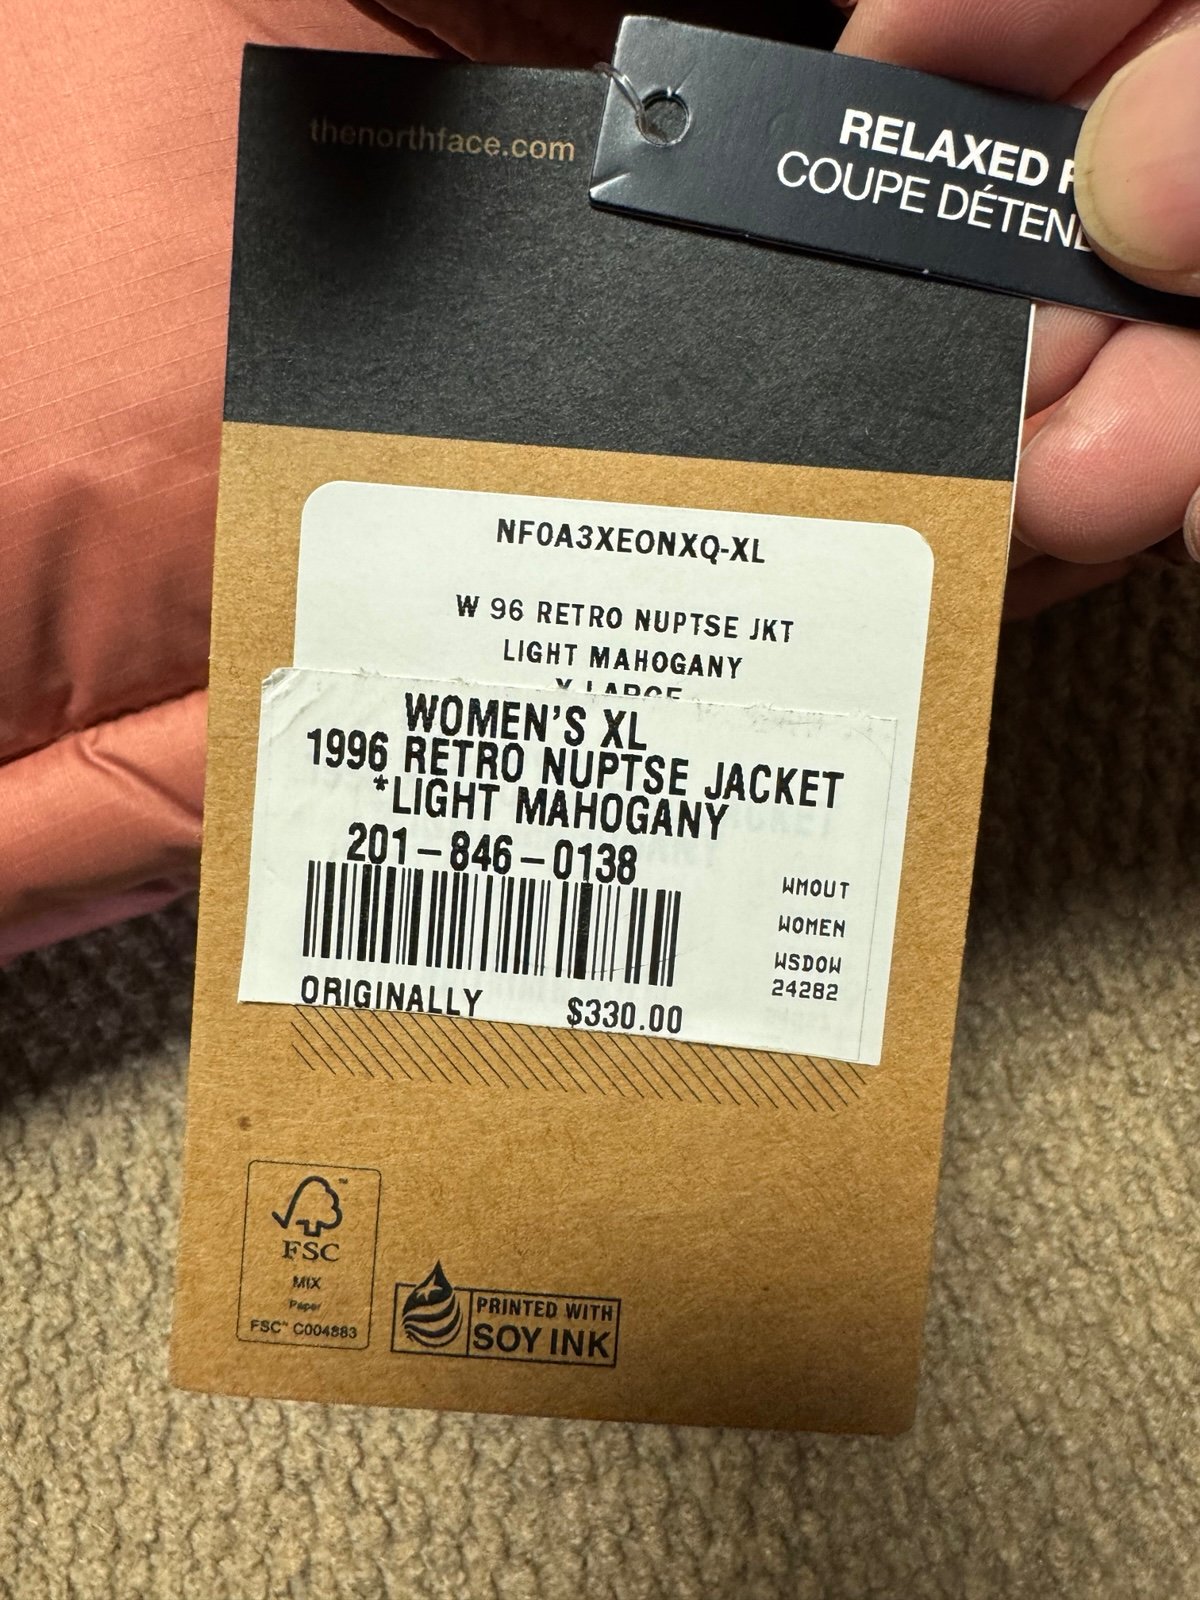 thenorthface.com
RELAXED
COUPE
NF0A3XEONXQ-XL
W 96 RETRO NUPTSE JKT
LIGHT MAHOGANY
X LARGE
WOMEN'S XL
1996 RETRO NUPTSE JACKET
*LIGHT MAHOGANY
201-846-0138
WMOUT
WOMEN
WSDOW
24282
ORIGINALLY $330.00
FSC
MIX
Paper
FSC™ C004883
PRINTED WITH
SOY INK